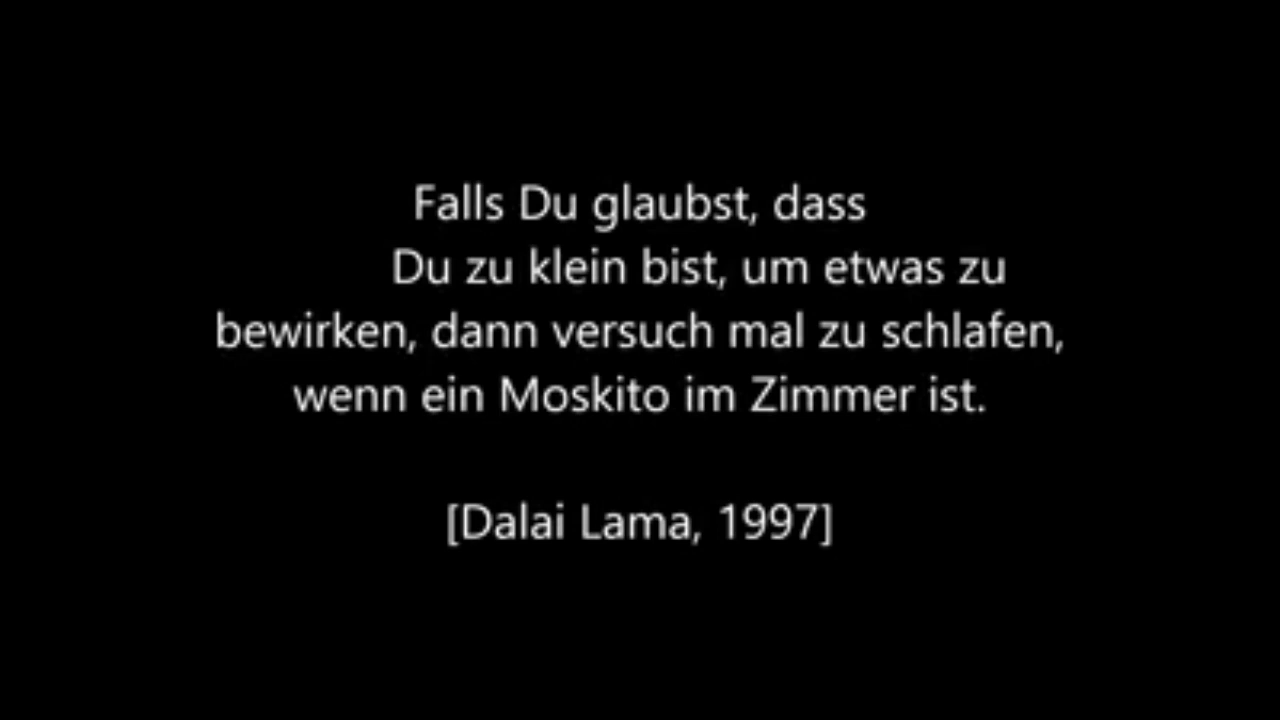 Falls Du glaubst, dass
Du zu klein bist, um etwas zu
bewirken, dann versuch mal zu schlafen,
wenn ein Moskito im Zimmer ist.
[Dalai Lama, 1997]